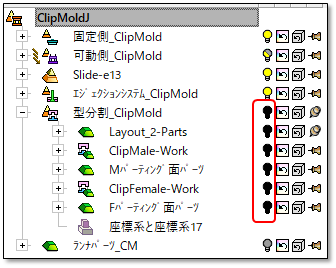 ClipMoldJ
固定側_ClipMold
可動側_ClipMold
Slide-e13
ｴｼﾞｪｸｼｮﾝｼｽﾃﾑ_ClipMold
型分割_ClipMold
Layout_2-Parts
ClipMale-Work
Mﾊﾟｰﾃｨﾝｸﾞ面ﾊﾟｰﾂ
ClipFemale-Work
Fﾊﾟｰﾃｨﾝｸﾞ面ﾊﾟｰﾂ
座標系と座標17
ﾗﾝﾅﾊﾟｰﾂ_CM